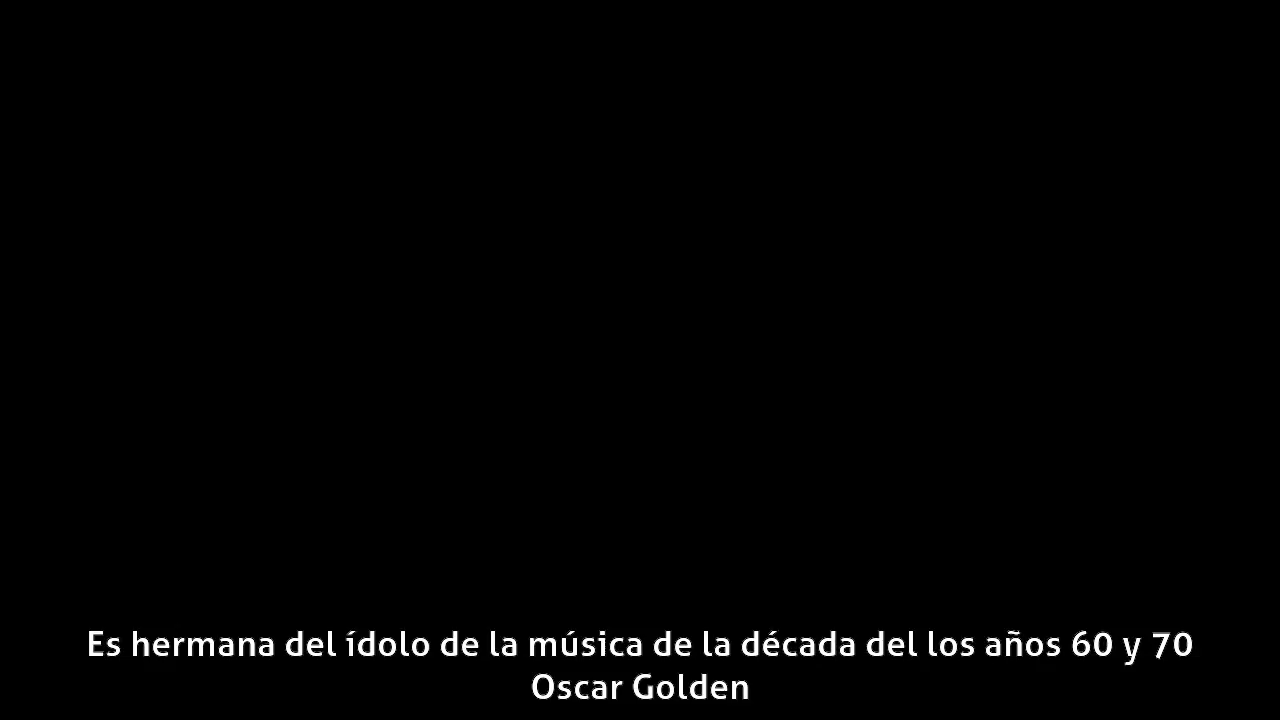 Es hermana del ídolo de la música de la década del los años 60 y 70
Oscar Golden